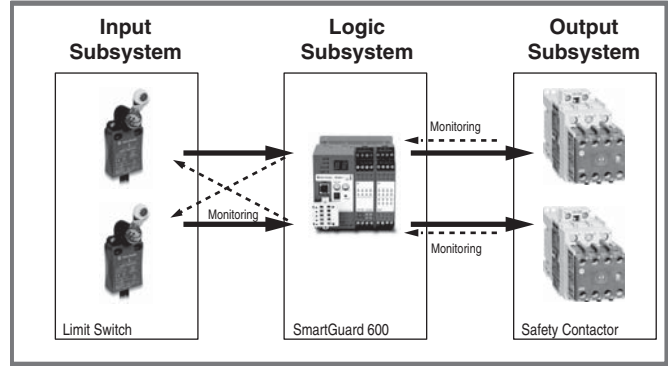 Input
Subsystem
Logic
Subsystem
Output
Subsystem
Monitoring
Monitoring
Monitoring
Limit Switch
SmartGuard 600
Safety Contactor